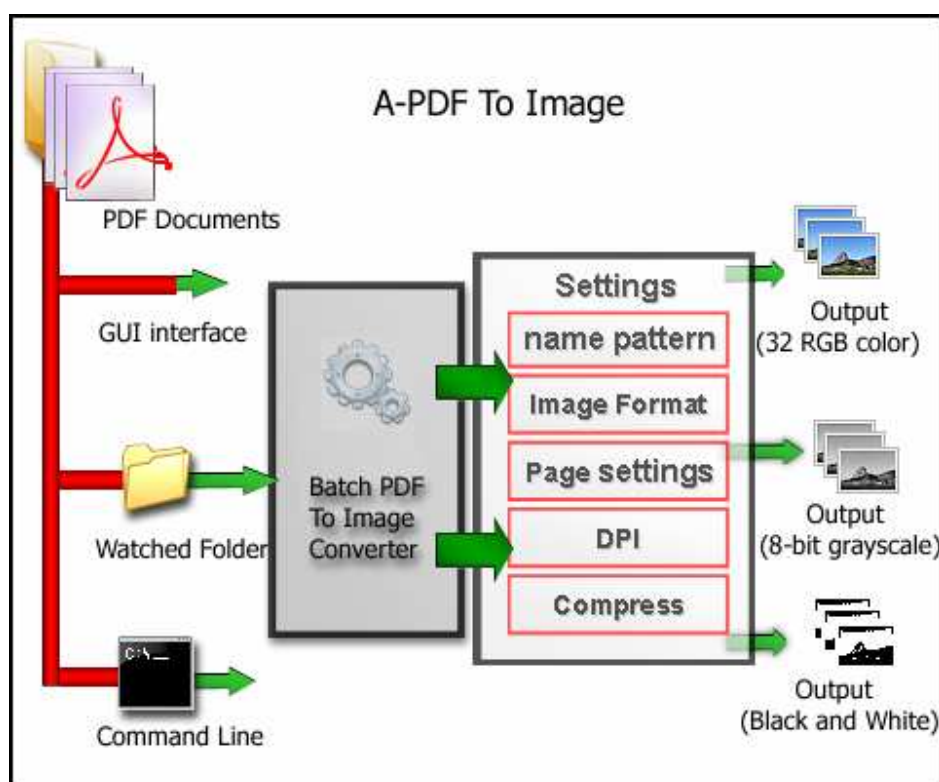 A-PDF To Image
PDF Documents
GUI interface
Watched Folder
C:\_
Command Line
Batch PDF
To Image
Converter
Settings
name pattern
Image Format
Page settings
DPI
Compress
Output
(32 RGB color)
Output
(8-bit grayscale)
Output
(Black and White)